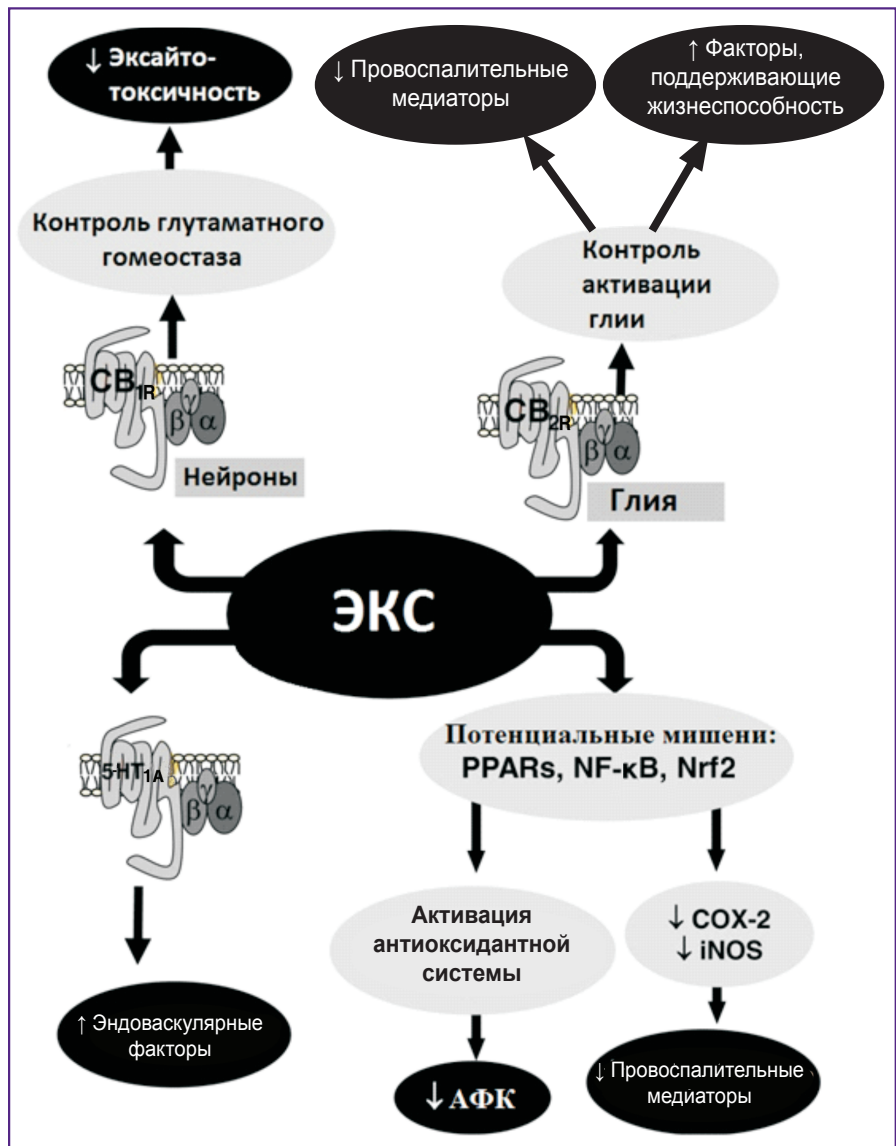 ↓ Эксайто-
токсичность
↓ Провоспалительные
медиаторы
↑ Факторы,
поддерживающие
жизнеспособность
Контроль глутаматного
гомеостаза
Контроль
активации
глии
CB1R
β γ α
Нейроны
CB2R
β γ α
Глия
ЭКС
5-HT1A
β γ α
Потенциальные мишени:
PPARs, NF-κB, Nrf2
Активация
антиоксидантной
системы
↓ COX-2
↓ iNOS
↑ Эндоваскулярные
факторы
↓ АФК
↓ Провоспалительные
медиаторы